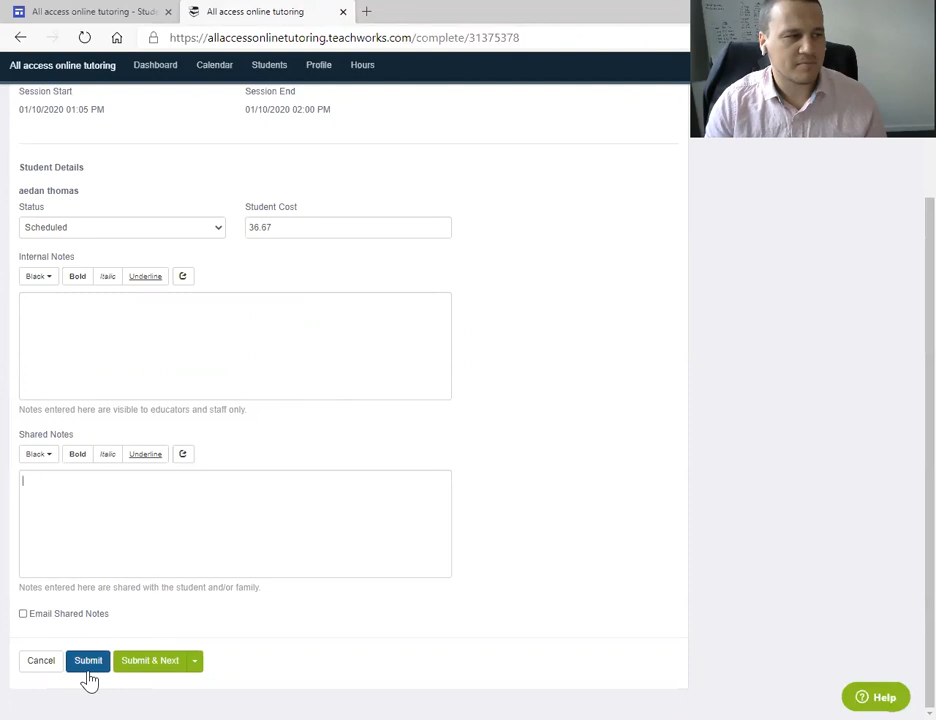 All access online tutoring - Stude
All access online tutoring
https://allaccessonlinetutoring.teachworks.com/complete/31375378
All access online tutoring Dashboard Calendar Students Profile Hours
Session Start Session End
01/10/2020 01:05 PM 01/10/2020 02:00 PM
Student Details
aedan thomas
Status Student Cost
Scheduled 36.67
Internal Notes
Black Bold Italic Underline
Notes entered here are visible to educators and staff only.
Shared Notes
Black Bold Italic Underline
Notes entered here are shared with the student and/or family.
Email Shared Notes
Cancel Submit Submit & Next
Help